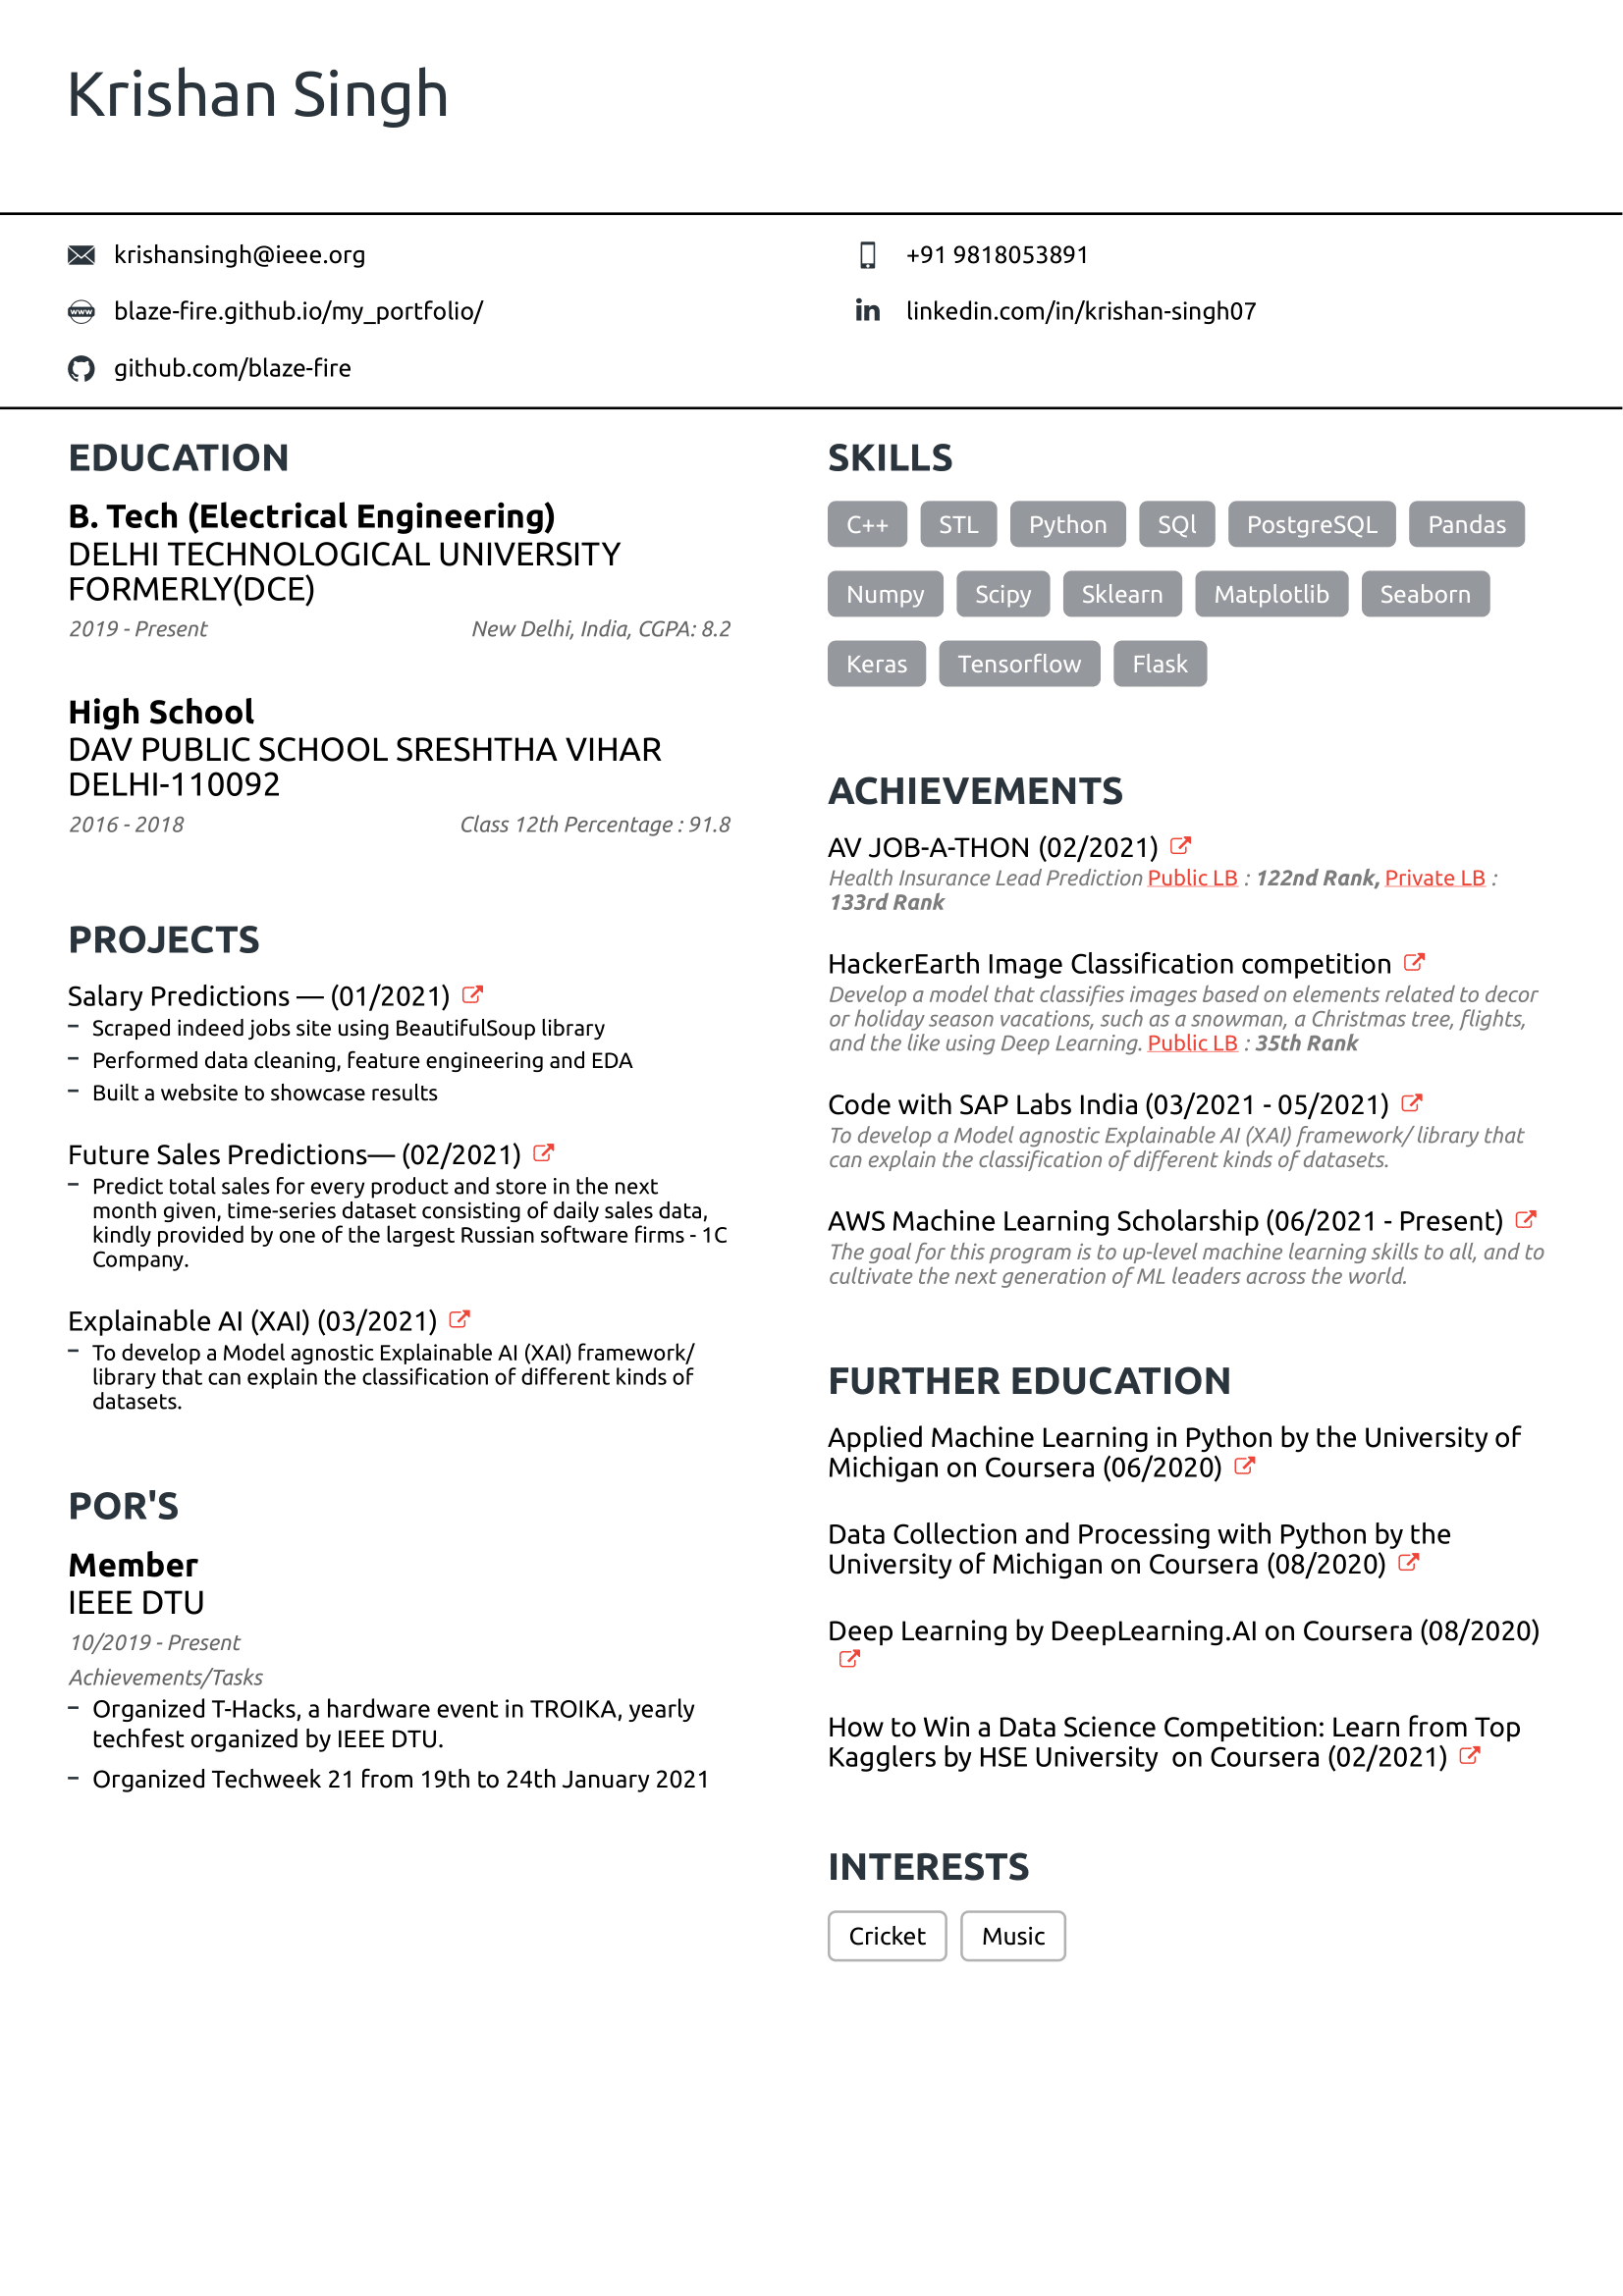 Krishan Singh
krishansingh@ieee.org
+91 9818053891
www
blaze-fire.github.io/my_portfolio/
in
linkedin.com/in/krishan-singh07
github.com/blaze-fire
EDUCATION
B. Tech (Electrical Engineering)
DELHI TECHNOLOGICAL UNIVERSITY
FORMERLY(DCE)
2019 - Present
New Delhi, India, CGPA: 8.2
High School
DAV PUBLIC SCHOOL SRESHTHA VIHAR
DELHI-110092
2016 - 2018
Class 12th Percentage : 91.8
PROJECTS
Salary Predictions — (01/2021)
– Scraped indeed jobs site using BeautifulSoup library
– Performed data cleaning, feature engineering and EDA
– Built a website to showcase results
Future Sales Predictions— (02/2021)
– Predict total sales for every product and store in the next
month given, time-series dataset consisting of daily sales data,
kindly provided by one of the largest Russian software firms - 1C
Company.
Explainable AI (XAI) (03/2021)
– To develop a Model agnostic Explainable AI (XAI) framework/
library that can explain the classification of different kinds of
datasets.
POR'S
Member
IEEE DTU
10/2019 - Present
Achievements/Tasks
– Organized T-Hacks, a hardware event in TROIKA, yearly
techfest organized by IEEE DTU.
– Organized Techweek 21 from 19th to 24th January 2021
SKILLS
C++ STL Python SQl PostgreSQL Pandas
Numpy Scipy Sklearn Matplotlib Seaborn
Keras Tensorflow Flask
ACHIEVEMENTS
AV JOB-A-THON (02/2021)
Health Insurance Lead Prediction Public LB : 122nd Rank, Private LB :
133rd Rank
HackerEarth Image Classification competition
Develop a model that classifies images based on elements related to decor
or holiday season vacations, such as a snowman, a Christmas tree, flights,
and the like using Deep Learning. Public LB : 35th Rank
Code with SAP Labs India (03/2021 - 05/2021)
To develop a Model agnostic Explainable AI (XAI) framework/ library that
can explain the classification of different kinds of datasets.
AWS Machine Learning Scholarship (06/2021 - Present)
The goal for this program is to up-level machine learning skills to all, and to
cultivate the next generation of ML leaders across the world.
FURTHER EDUCATION
Applied Machine Learning in Python by the University of
Michigan on Coursera (06/2020)
Data Collection and Processing with Python by the
University of Michigan on Coursera (08/2020)
Deep Learning by DeepLearning.AI on Coursera (08/2020)
How to Win a Data Science Competition: Learn from Top
Kagglers by HSE University  on Coursera (02/2021)
INTERESTS
Cricket Music